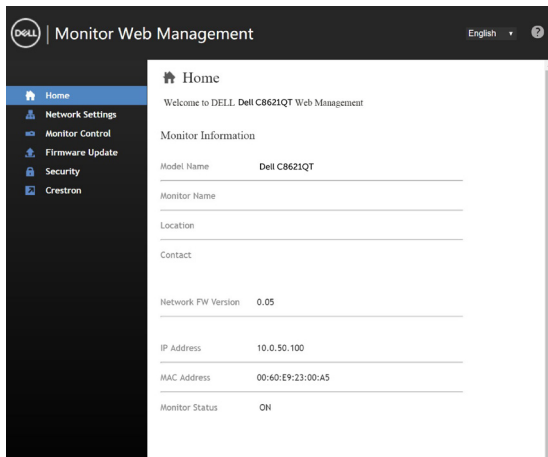 DELL | Monitor Web Management
English
?
Home
Network Settings
Monitor Control
Firmware Update
Security
Crestron
Home
Welcome to DELL Dell C8621QT Web Management
Monitor Information
Model Name Dell C8621QT
Monitor Name
Location
Contact
Network FW Version 0.05
IP Address 10.0.50.100
MAC Address 00:60:E9:23:00:A5
Monitor Status ON